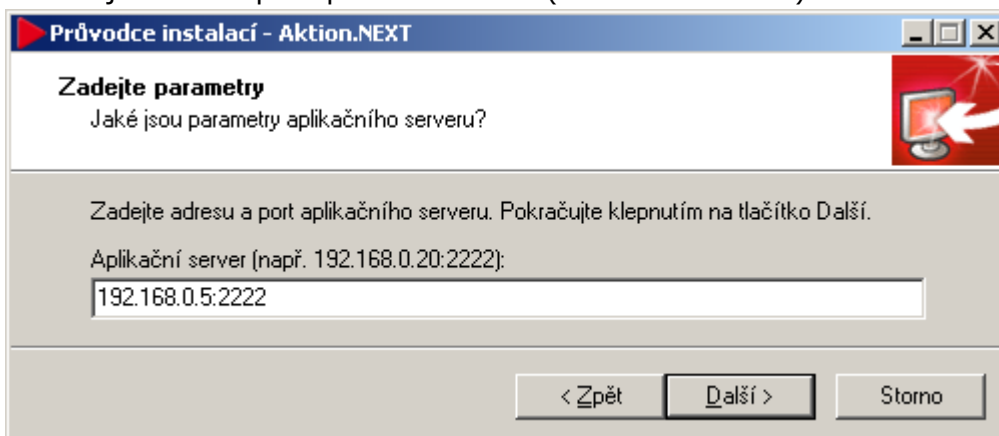 Průvodce instalací - Aktion.NEXT
Zadejte parametry
Jaké jsou parametry aplikačního serveru?
Zadejte adresu a port aplikačního serveru. Pokračujte klepnutím na tlačítko Další.
Aplikační server (např. 192.168.0.20:2222):
192.168.0.5:2222
< Zpět Další > Storno